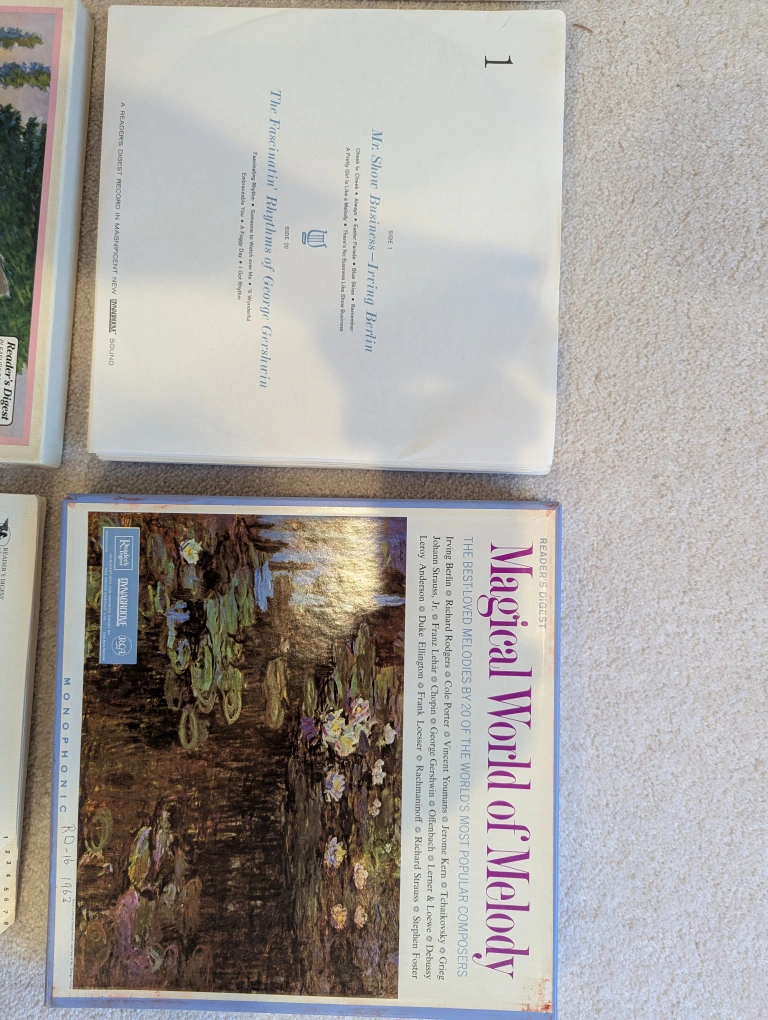 1
SIDE 1
Mr. Show Business—Irving Berlin
Cheek to Cheek • Always • Easter Parade • Blue Skies • Remember
A Pretty Girl Is Like a Melody • There's No Business Like Show Business
SIDE 20
The Fascinatin' Rhythms of George Gershwin
Fascinating Rhythm • Someone to Watch over Me • 'S Wonderful
Embraceable You • A Foggy Day • I Got Rhythm
A READER'S DIGEST RECORD IN MAGNIFICENT NEW DYNAGROOVE SOUND
Reader's Digest
READER'S DIGEST
1 2 3 4 5 6 7 8
READER'S DIGEST
Magical World of Melody
THE BEST-LOVED MELODIES BY 20 OF THE WORLD'S MOST POPULAR COMPOSERS
Irving Berlin Richard Rodgers Cole Porter Vincent Youmans Jerome Kern Tchaikovsky Grieg
Johann Strauss, Jr. Franz Lehár Chopin George Gershwin Offenbach Lerner & Loewe Debussy
Leroy Anderson Duke Ellington Frank Loesser Rachmaninoff Richard Strauss Stephen Foster
Reader's Digest DYNAGROOVE RCA
MONOPHONIC RD-16 1963